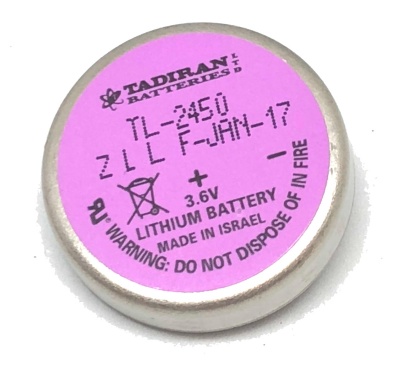 TADIRAN LTD
BATTERIES
TL-2450
Z L L F-JAN-17
+ −
3.6V
LITHIUM BATTERY
MADE IN ISRAEL
WARNING: DO NOT DISPOSE OF IN FIRE